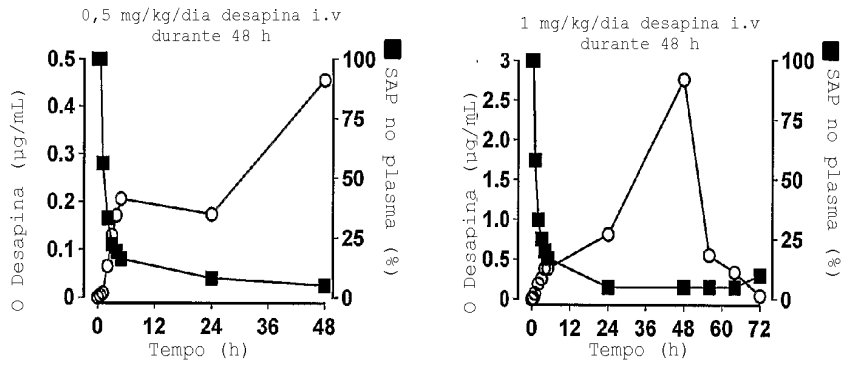 0,5 mg/kg/dia desapina i.v
durante 48 h
O Desapina (µg/mL)
0.5
0.4
0.3
0.2
0.1
0
100
75
50
25
0
SAP no plasma (%)
0 12 24 36 48
Tempo (h)
1 mg/kg/dia desapina i.v
durante 48 h
O Desapina (µg/mL)
3
2.5
2.0
1.5
1.0
0.5
0
100
75
50
25
0
SAP no plasma (%)
0 12 24 36 48 72
Tempo (h)